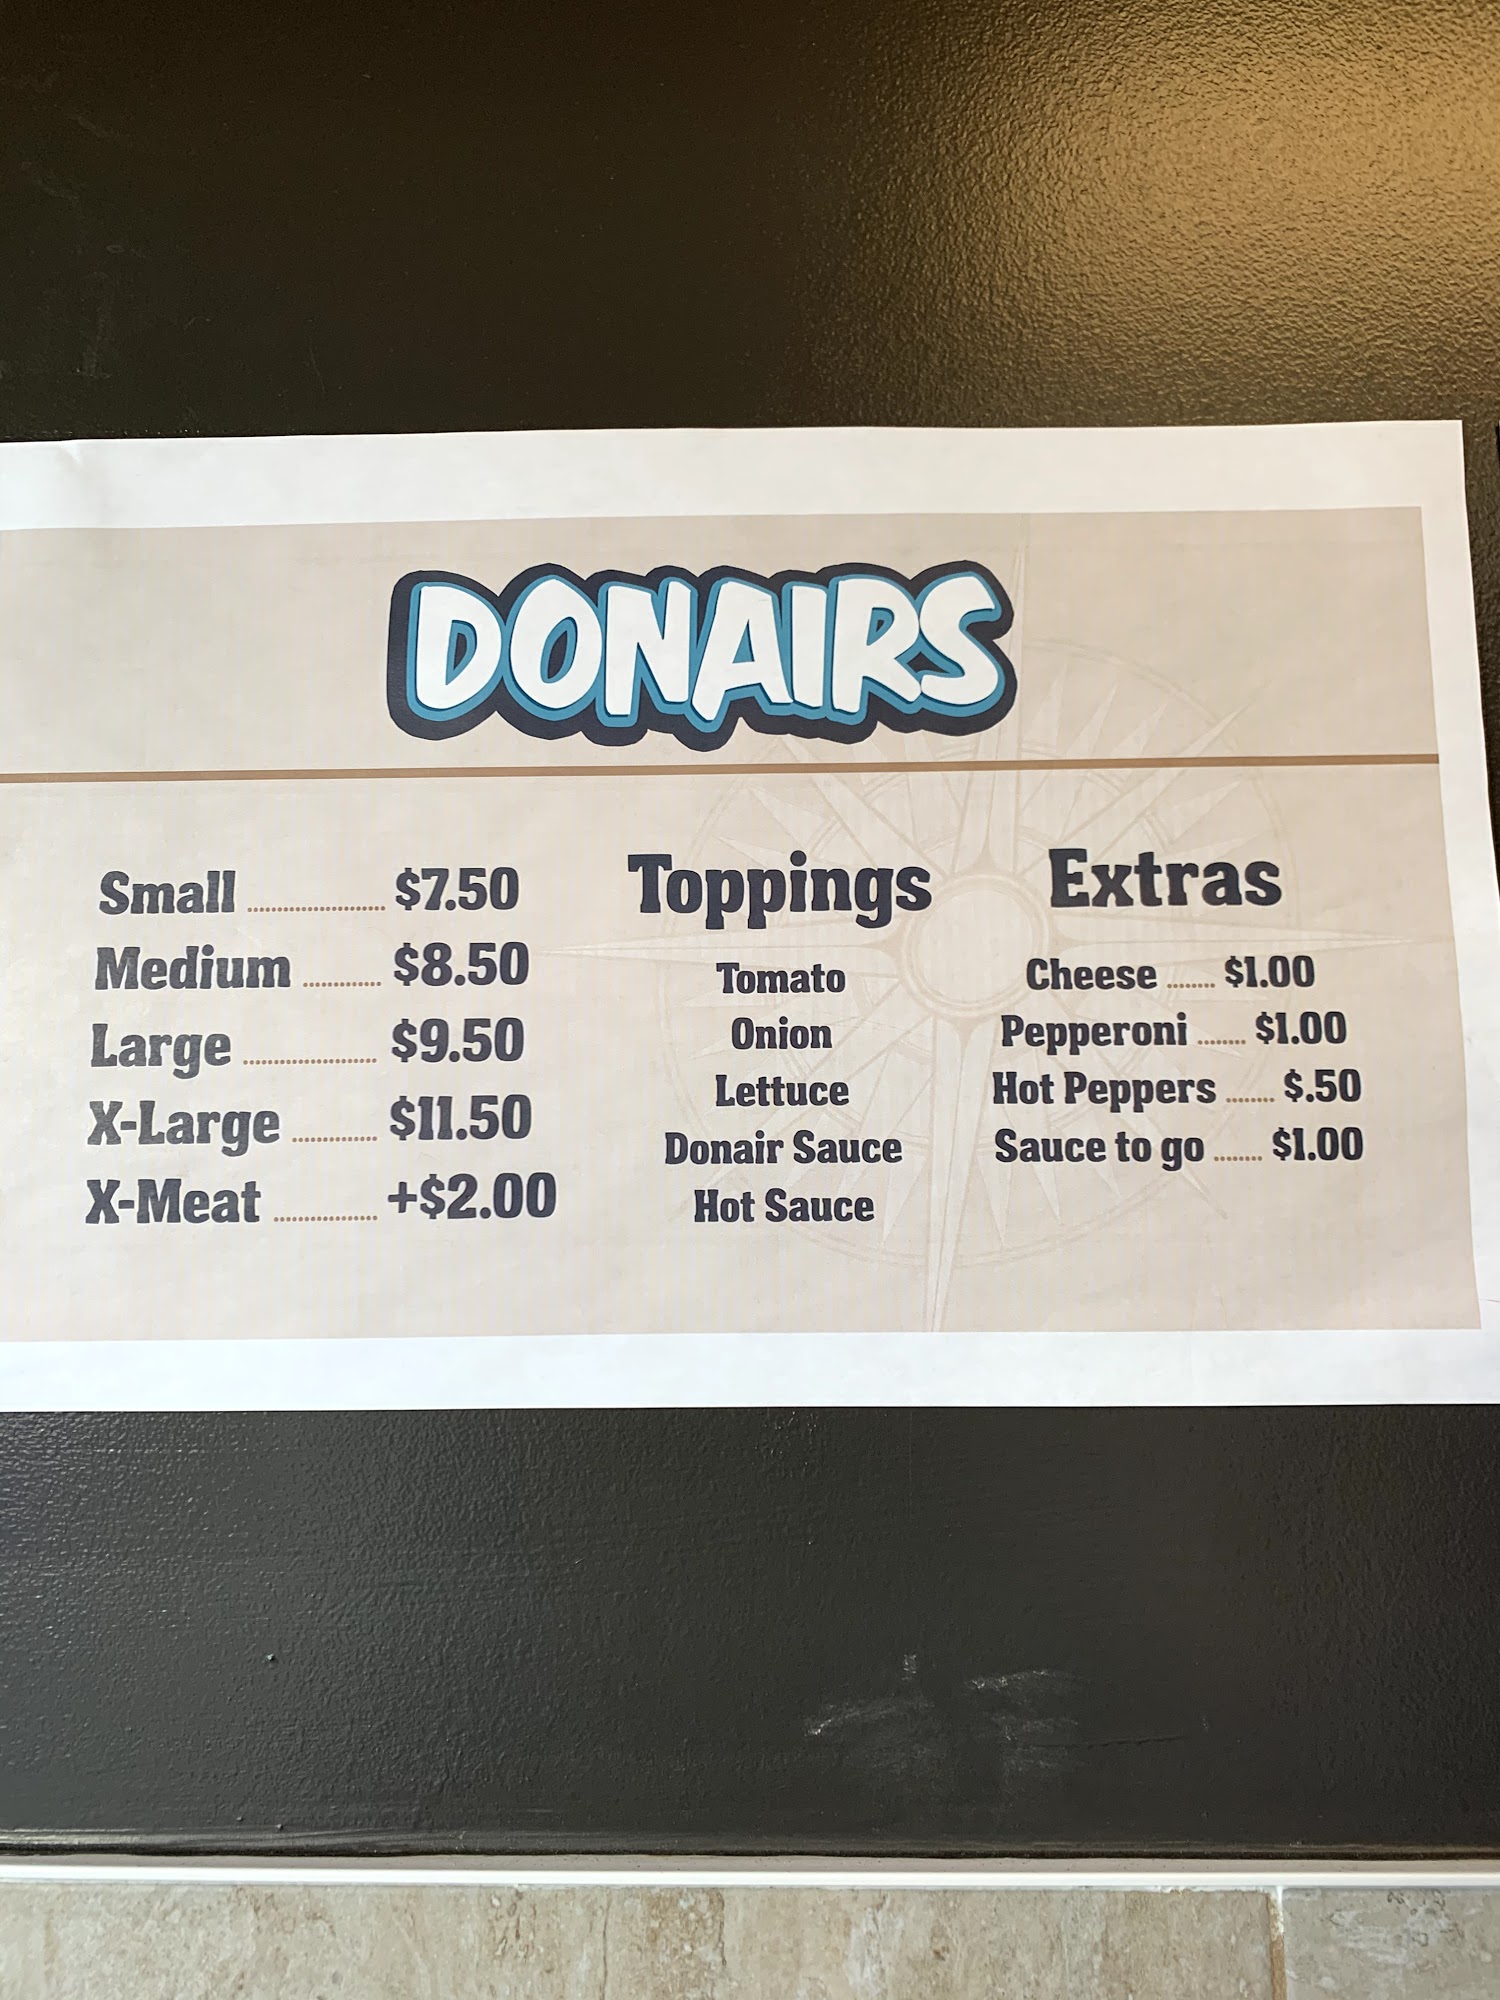 DONAIRS
Small ........ $7.50
Medium ........ $8.50
Large ........ $9.50
X-Large ........ $11.50
X-Meat ........ +$2.00
Toppings
Tomato
Onion
Lettuce
Donair Sauce
Hot Sauce
Extras
Cheese ........ $1.00
Pepperoni ........ $1.00
Hot Peppers ........ $.50
Sauce to go ........ $1.00